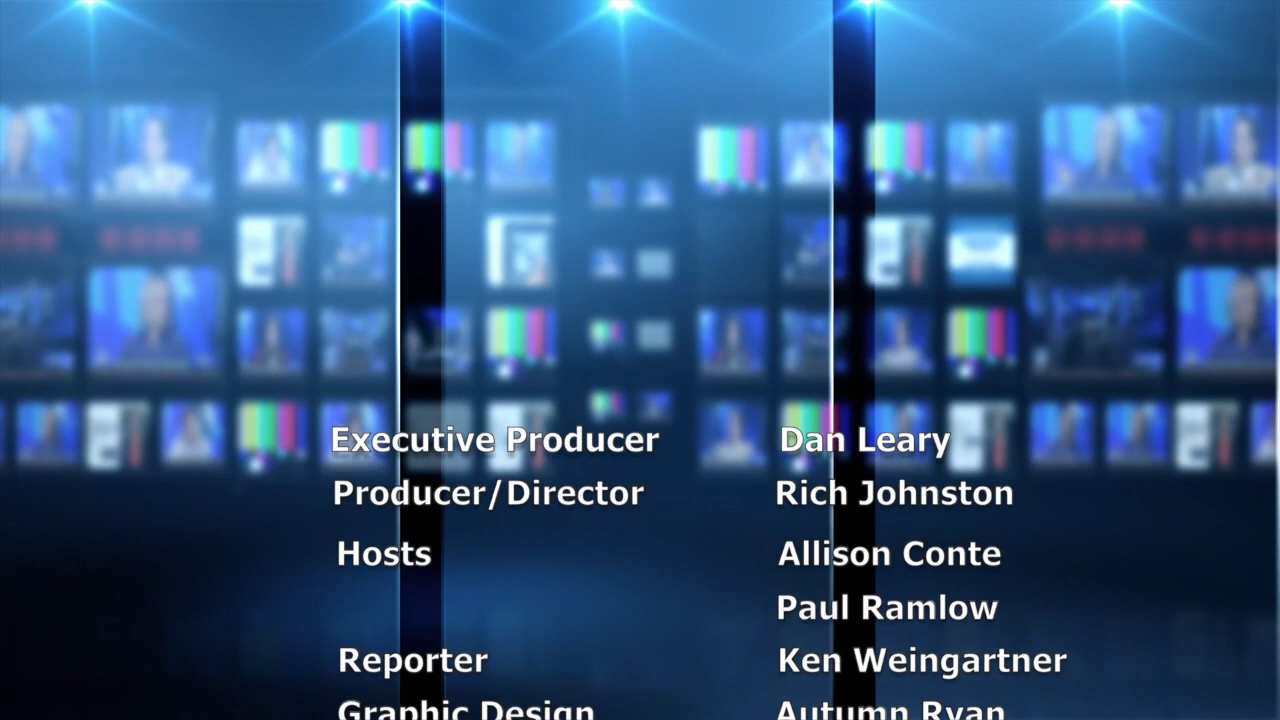 Executive Producer Dan Leary
Producer/Director Rich Johnston
Hosts Allison Conte
Paul Ramlow
Reporter Ken Weingartner
Graphic Design Autumn Ryan